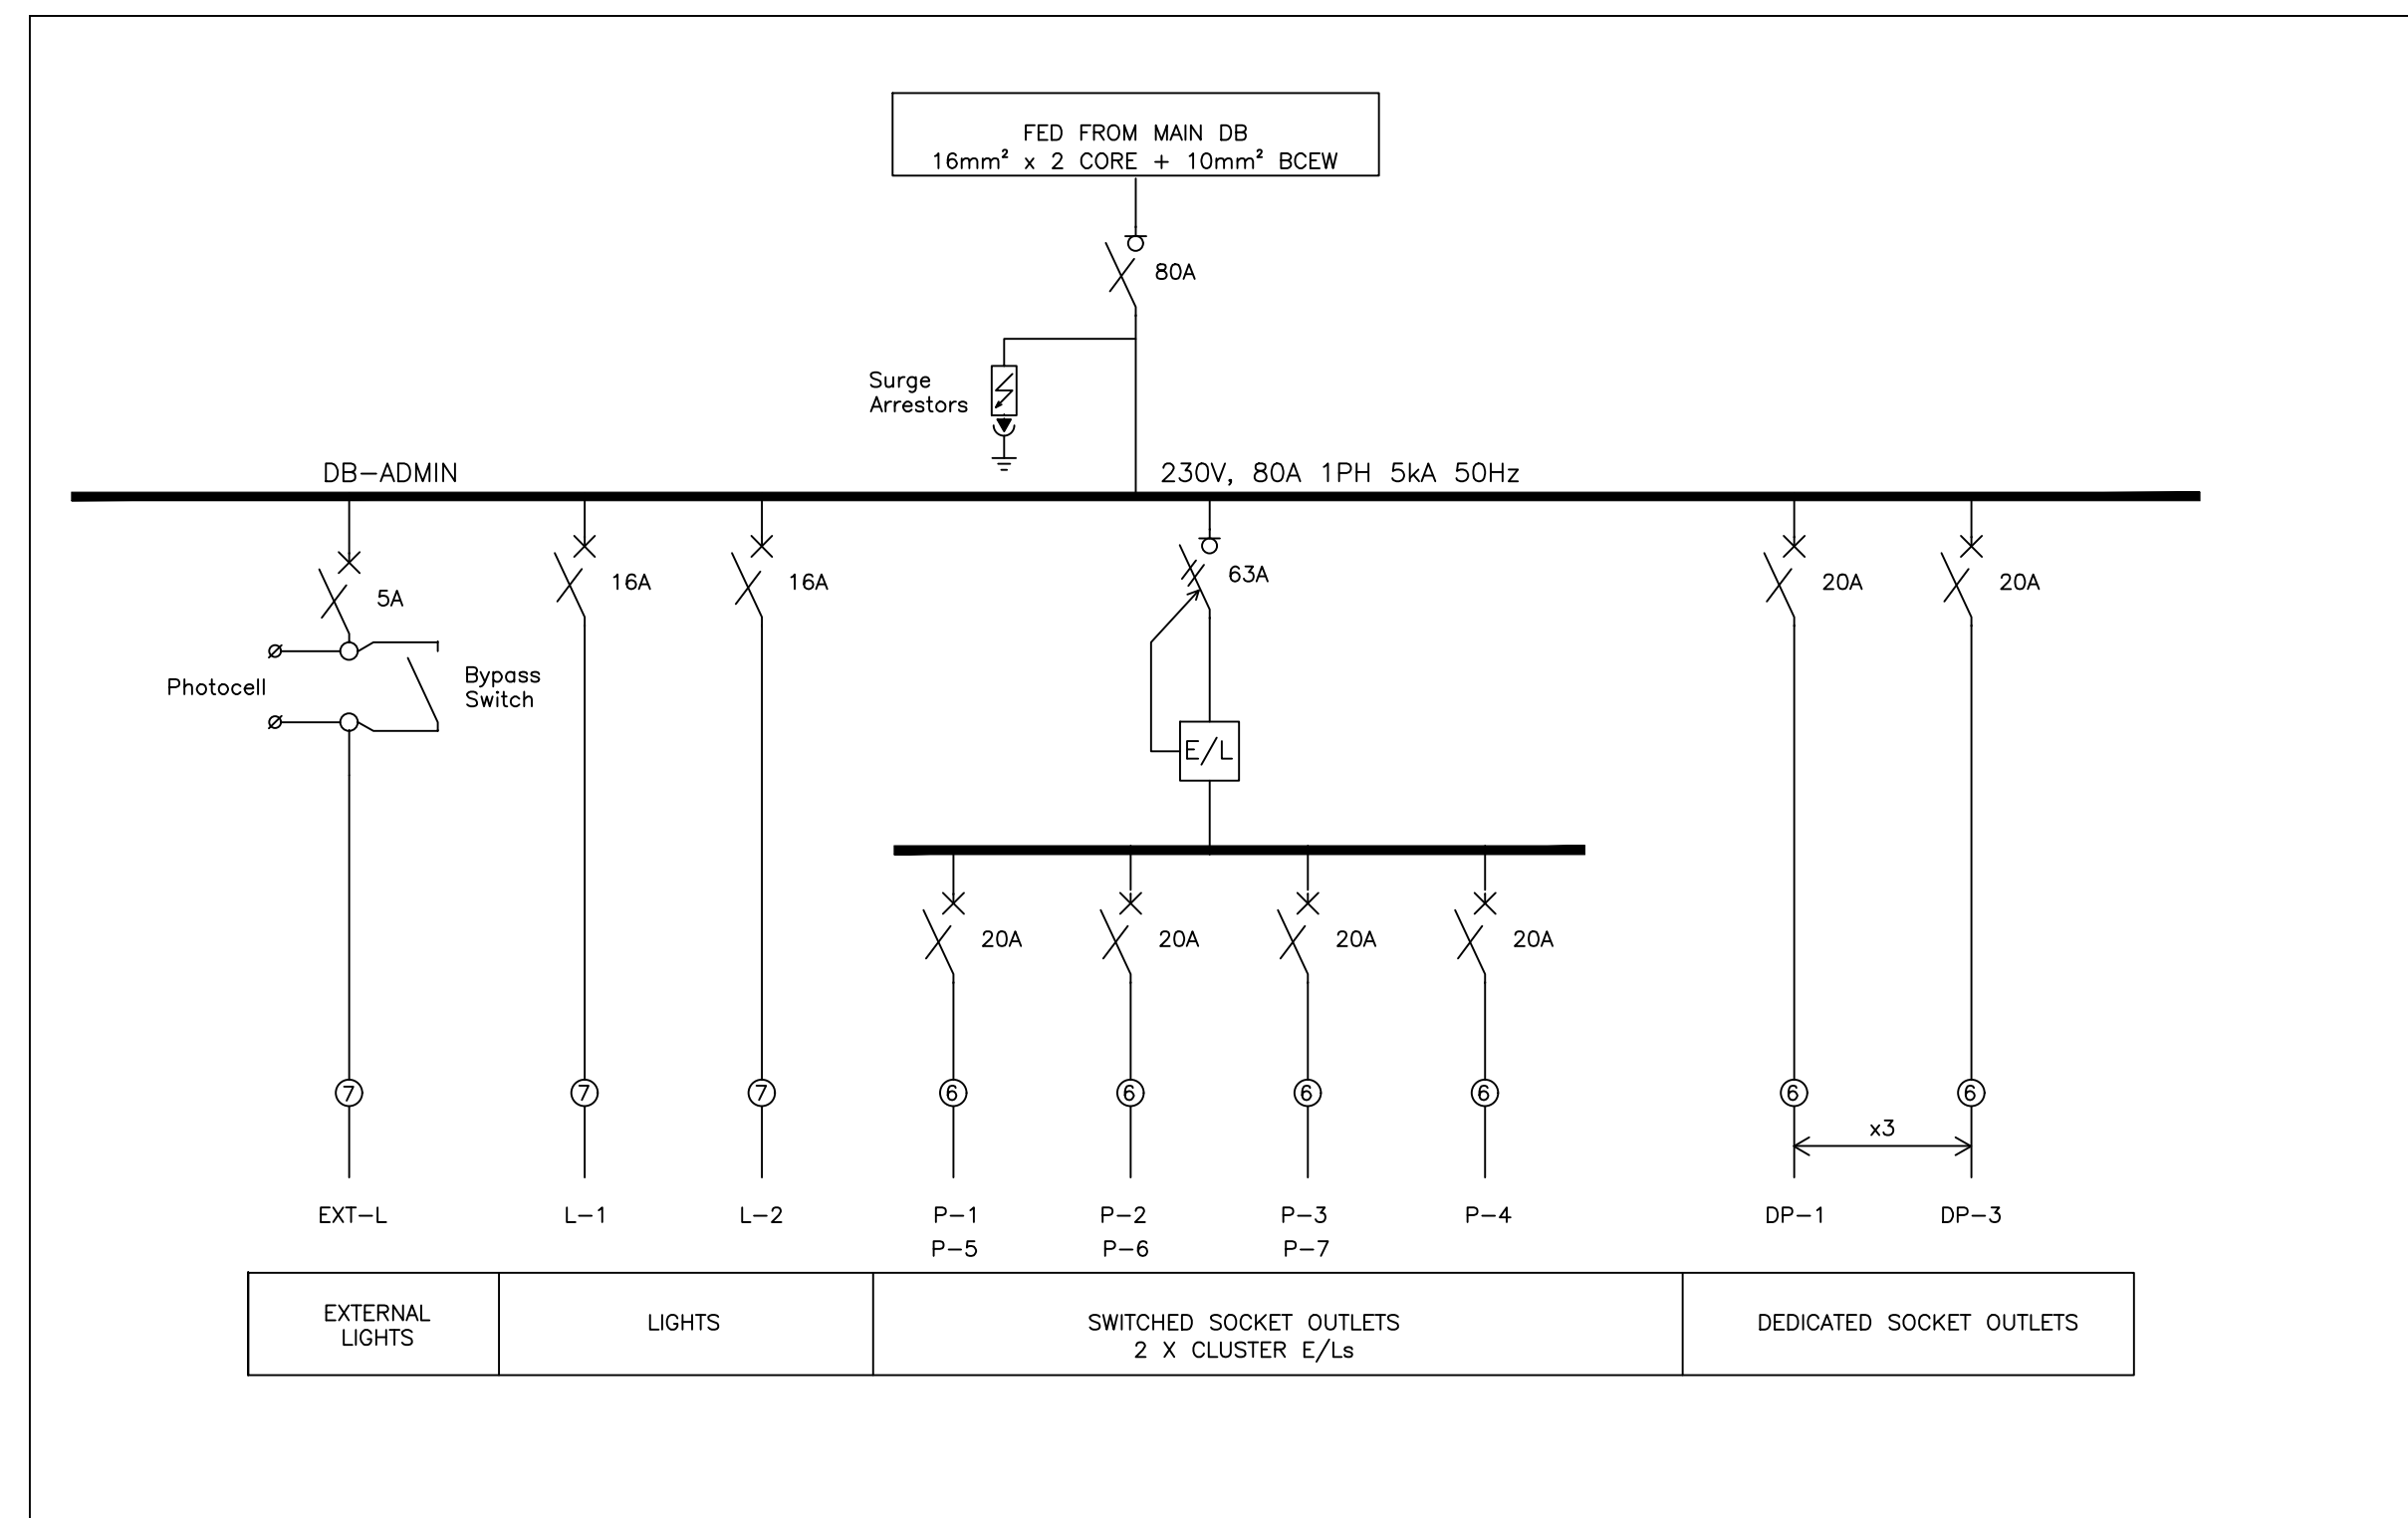 FED FROM MAIN DB
16mm² x 2 CORE + 10mm² BCEW
80A
Surge
Arrestors
DB-ADMIN
230V, 80A 1PH 5kA 50Hz
5A
16A
16A
63A
20A
20A
Photocell
Bypass
Switch
E/L
20A
20A
20A
20A
7
7
7
6
6
6
6
6
6
x3
EXT-L
L-1
L-2
P-1
P-2
P-3
P-4
DP-1
DP-3
P-5
P-6
P-7
EXTERNAL
LIGHTS
LIGHTS
SWITCHED SOCKET OUTLETS
2 X CLUSTER E/Ls
DEDICATED SOCKET OUTLETS